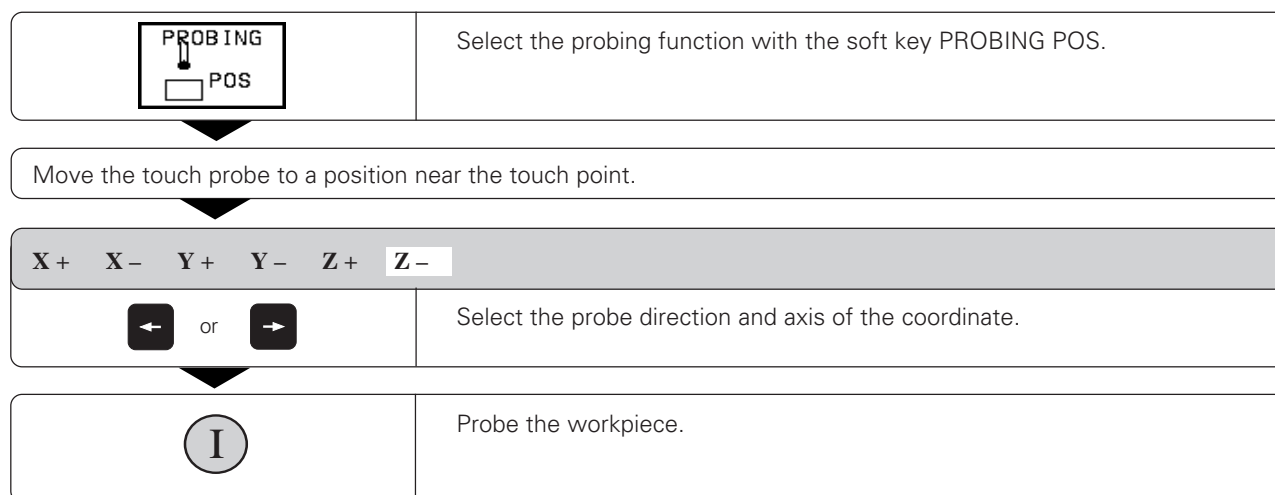 PROBING
POS
Select the probing function with the soft key PROBING POS.
Move the touch probe to a position near the touch point.
X + X – Y + Y – Z + Z –
or
Select the probe direction and axis of the coordinate.
I
Probe the workpiece.